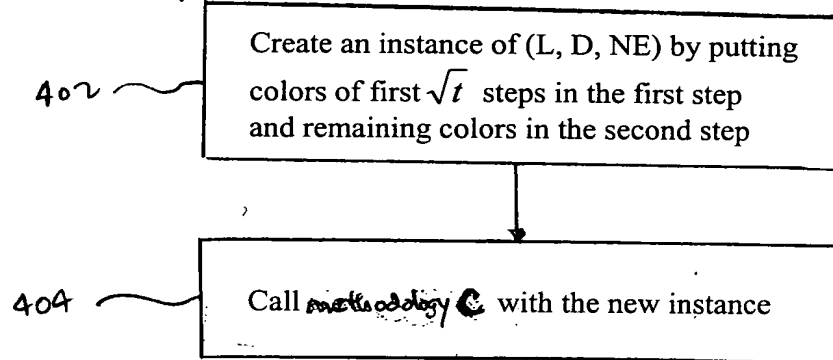 Create an instance of (L, D, NE) by putting
402 colors of first √t steps in the first step
and remaining colors in the second step
404 Call methodology C with the new instance